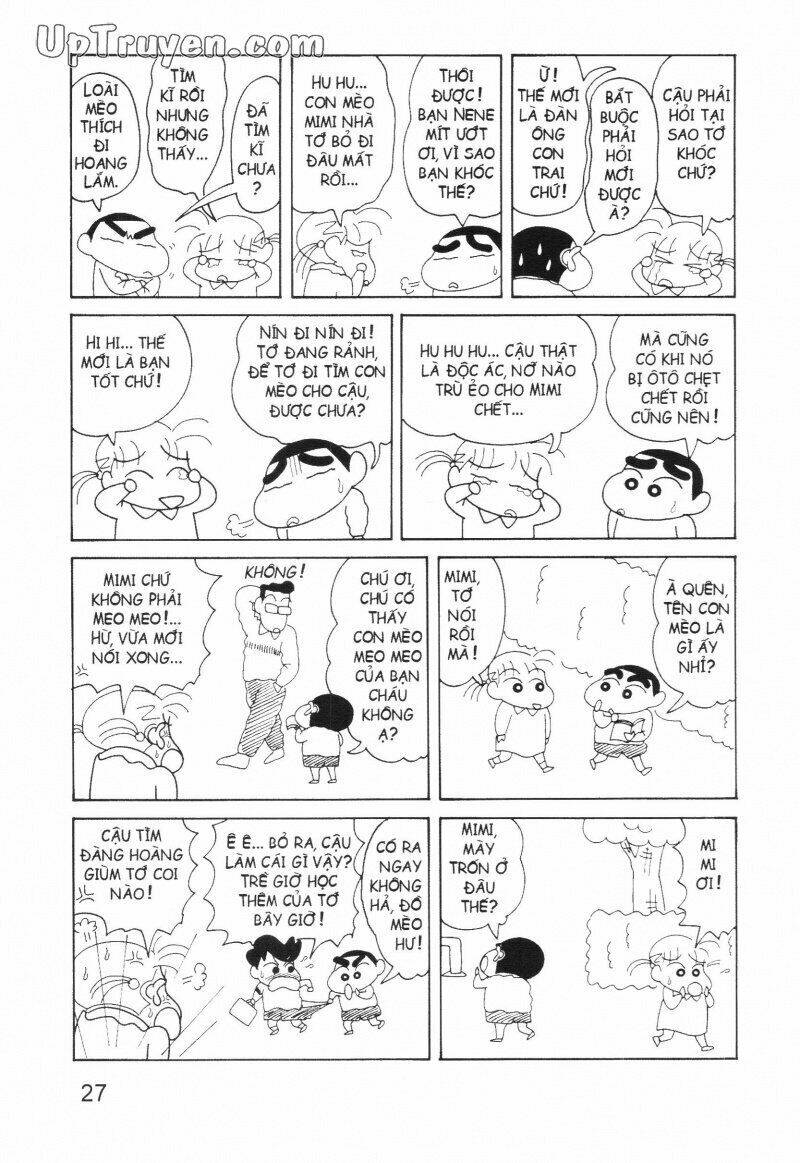 UpTruyen.com
CẬU PHẢI
HỎI TẠI
SAO TỚ
KHÓC
CHỨ?
BẮT
BUỘC
PHẢI
HỎI
MỚI
ĐƯỢC
À?
Ừ!
THẾ MỚI
LÀ ĐÀN
ÔNG
CON
TRAI
CHỨ!
THÔI
ĐƯỢC!
BẠN NENE
MÍT ƯỚT
ƠI, VÌ SAO
BẠN KHÓC
THẾ?
HU HU...
CON MÈO
MIMI NHÀ
TỚ BỎ ĐI
ĐÂU MẤT
RỒI...
ĐÃ
TÌM
KĨ
CHƯA
?
TÌM
KĨ RỒI
NHƯNG
KHÔNG
THẤY...
LOÀI
MÈO
THÍCH
ĐI
HOANG
LẮM.
MÀ CŨNG
CÓ KHI NÓ
BỊ ÔTÔ CHẸT
CHẾT RỒI
CŨNG NÊN!
HU HU HU... CẬU THẬT
LÀ ĐỘC ÁC, NỠ NÀO
TRÙ ẺO CHO MIMI
CHẾT...
NÍN ĐI NÍN ĐI!
TỚ ĐANG RẢNH,
ĐỂ TỚ ĐI TÌM CON
MÈO CHO CẬU,
ĐƯỢC CHƯA?
HI HI... THẾ
MỚI LÀ BẠN
TỐT CHỨ!
À QUÊN,
TÊN CON
MÈO LÀ
GÌ ẤY
NHỈ?
MIMI,
TỚ
NÓI
RỒI
MÀ!
CHÚ ƠI,
CHÚ CÓ
THẤY
CON MÈO
MEO MEO
CỦA BẠN
CHÁU
KHÔNG
Ạ?
KHÔNG!
MIMI CHỨ
KHÔNG PHẢI
MEO MEO!...
HỪ, VỪA MỚI
NÓI XONG...
MI
MI
ƠI!
MIMI,
MÀY
TRỐN Ở
ĐÂU
THẾ?
CÓ RA
NGAY
KHÔNG
HẢ, ĐỒ
MÈO
HƯ!
Ê Ê... BỎ RA, CẬU
LÀM CÁI GÌ VẬY?
TRỄ GIỜ HỌC
THÊM CỦA TỚ
BÂY GIỜ!
CẬU TÌM
ĐÀNG HOÀNG
GIÙM TỚ COI
NÀO!
27